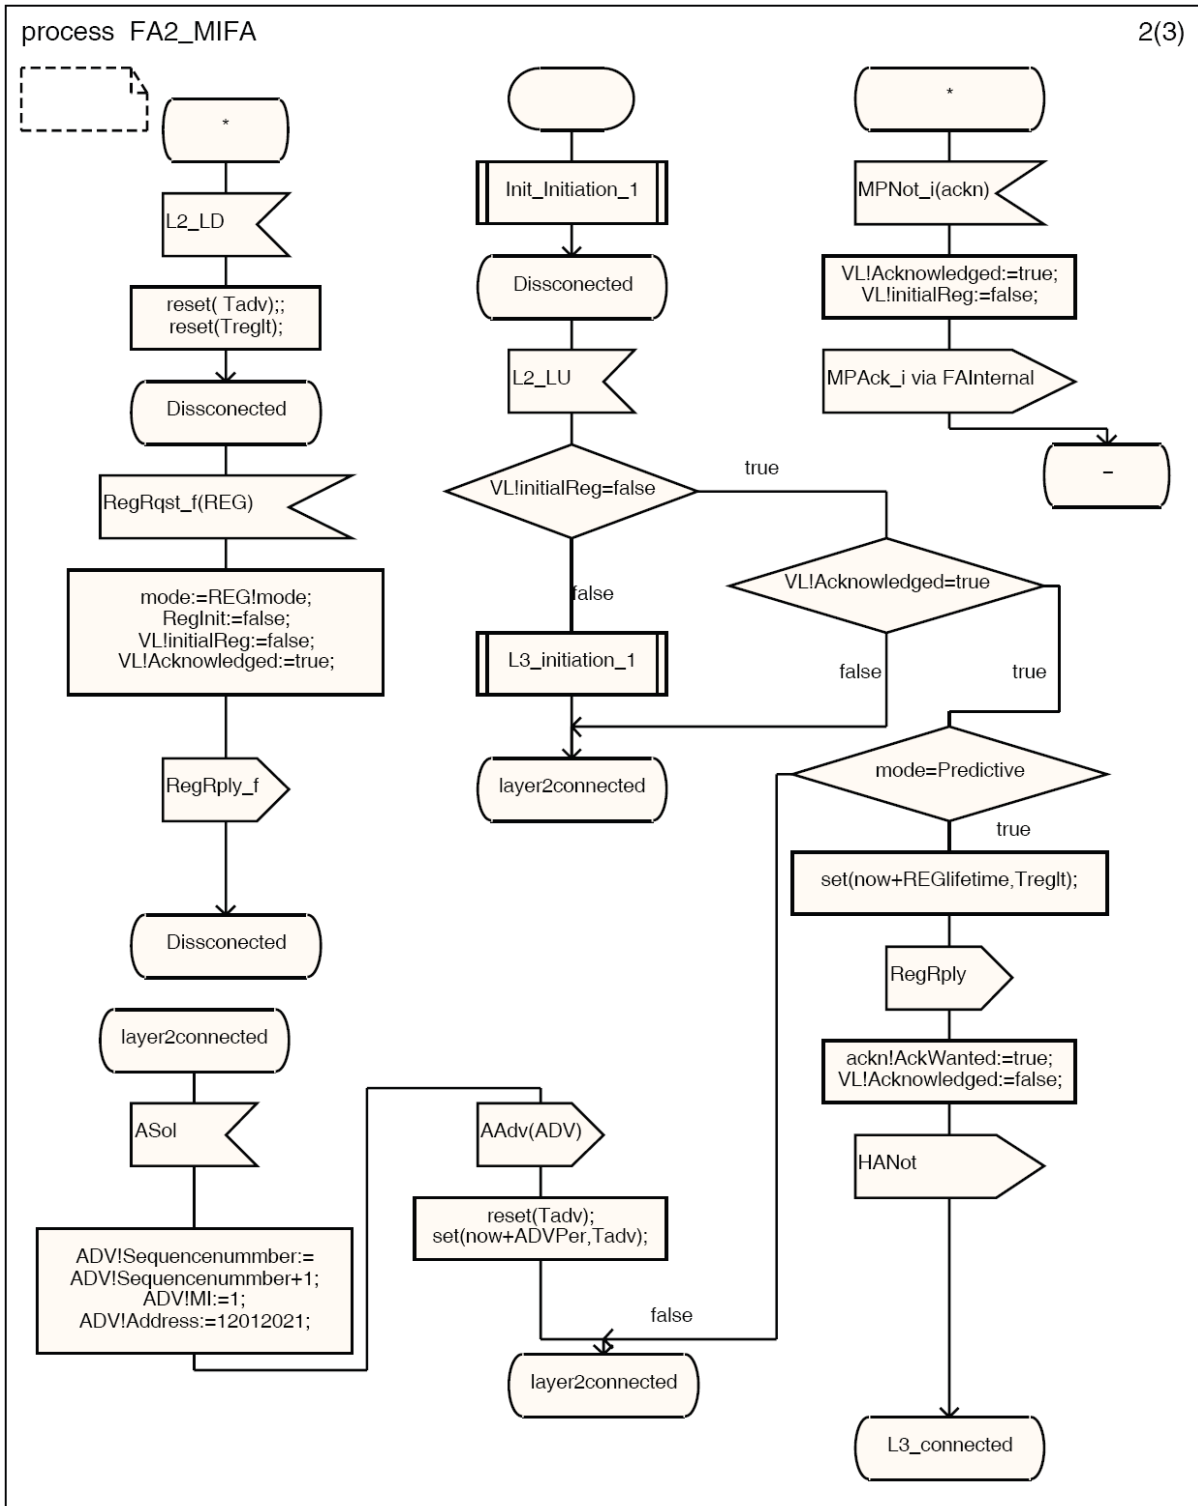 process FA2_MIFA
2(3)
*
L2_LD
reset( Tadv);;
reset(Treglt);
Dissconected
RegRqst_f(REG)
mode:=REG!mode;
RegInit:=false;
VL!initialReg:=false;
VL!Acknowledged:=true;
RegRply_f
Dissconected
layer2connected
ASol
ADV!Sequencenummber:=
ADV!Sequencenummber+1;
ADV!MI:=1;
ADV!Address:=12012021;
AAdv(ADV)
reset(Tadv);
set(now+ADVPer,Tadv);
layer2connected
Init_Initiation_1
Dissconected
L2_LU
VL!initialReg=false
true
false
L3_initiation_1
layer2connected
VL!Acknowledged=true
false
true
mode=Predictive
false
true
set(now+REGlifetime,Treglt);
RegRply
ackn!AckWanted:=true;
VL!Acknowledged:=false;
HANot
L3_connected
*
MPNot_i(ackn)
VL!Acknowledged:=true;
VL!initialReg:=false;
MPAck_i via FAInternal
–